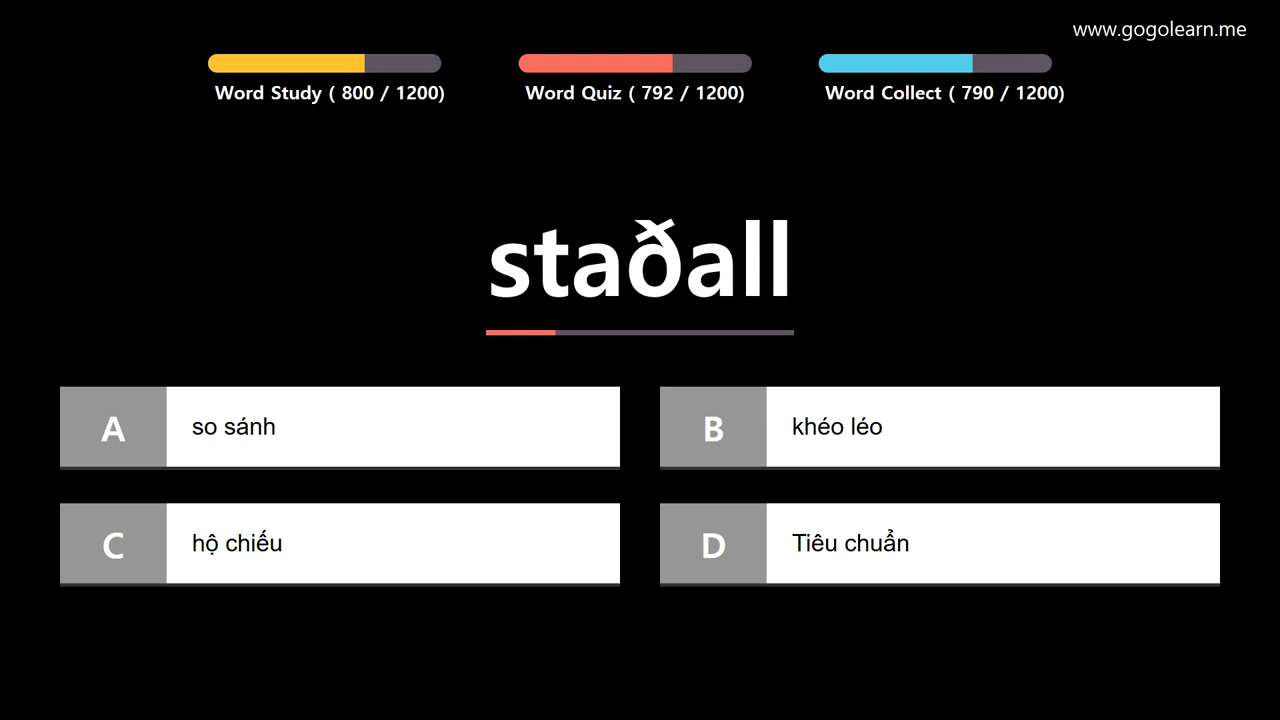 www.gogolearn.me
Word Study ( 800 / 1200)
Word Quiz ( 792 / 1200)
Word Collect ( 790 / 1200)
staðall
A
so sánh
B
khéo léo
C
hộ chiếu
D
Tiêu chuẩn